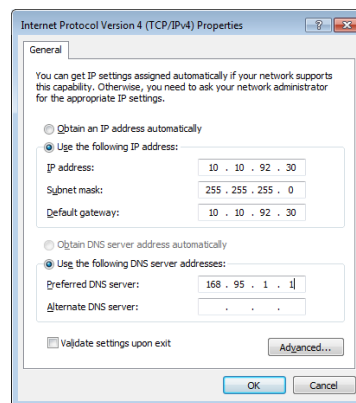 Internet Protocol Version 4 (TCP/IPv4) Properties
General
You can get IP settings assigned automatically if your network supports
this capability. Otherwise, you need to ask your network administrator
for the appropriate IP settings.
Obtain an IP address automatically
Use the following IP address:
IP address: 10 . 10 . 92 . 30
Subnet mask: 255 . 255 . 255 . 0
Default gateway: 10 . 10 . 92 . 30
Obtain DNS server address automatically
Use the following DNS server addresses:
Preferred DNS server: 168 . 95 . 1 . 1
Alternate DNS server: . . .
Validate settings upon exit
Advanced...
OK Cancel